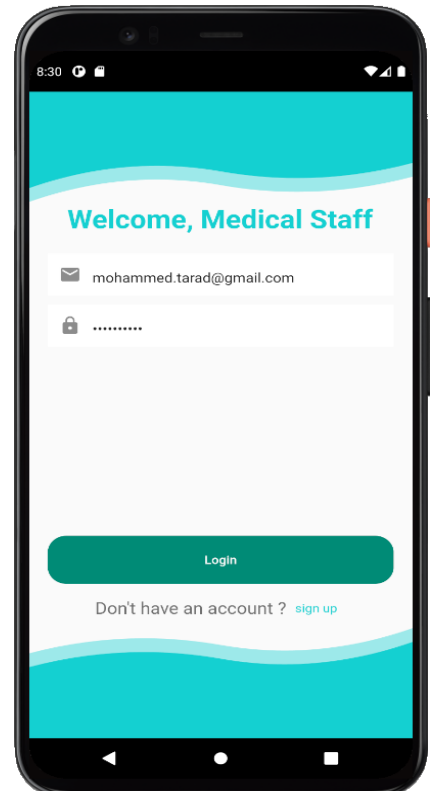 8:30
Welcome, Medical Staff
mohammed.tarad@gmail.com
••••••••••
Login
Don't have an account ? sign up